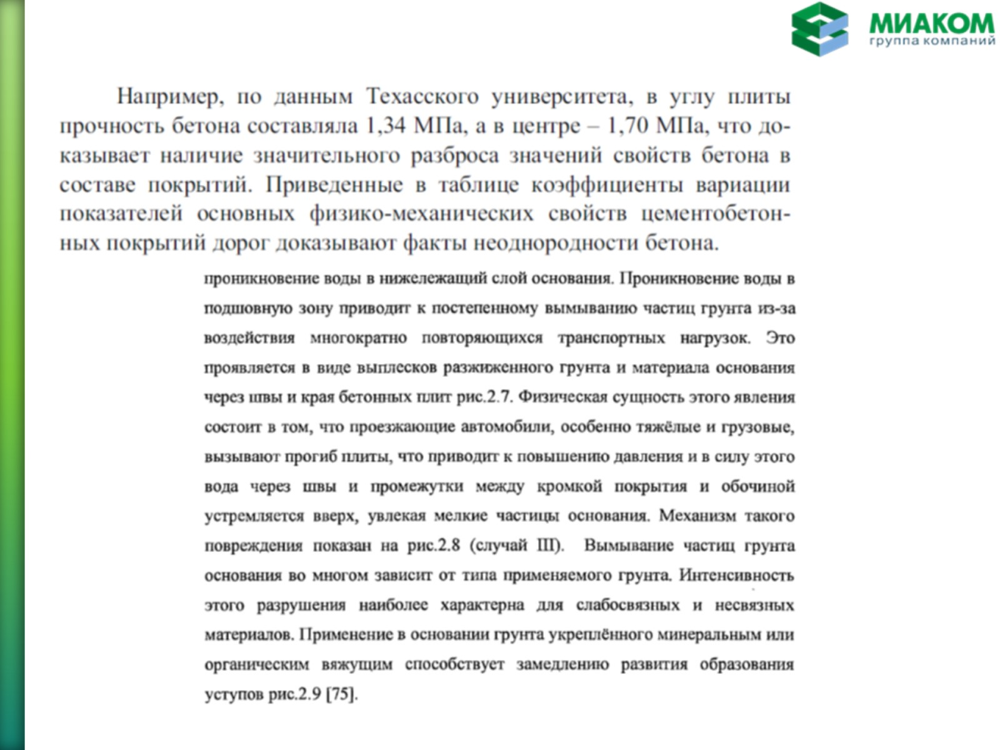 МИАКОМ
группа компаний
Например, по данным Техасского университета, в углу плиты
прочность бетона составляла 1,34 МПа, а в центре – 1,70 МПа, что до-
казывает наличие значительного разброса значений свойств бетона в
составе покрытий. Приведенные в таблице коэффициенты вариации
показателей основных физико-механических свойств цементобетон-
ных покрытий дорог доказывают факты неоднородности бетона.
проникновение воды в нижележащий слой основания. Проникновение воды в
подшовную зону приводит к постепенному вымыванию частиц грунта из-за
воздействия многократно повторяющихся транспортных нагрузок. Это
проявляется в виде выплесков разжиженного грунта и материала основания
через швы и края бетонных плит рис.2.7. Физическая сущность этого явления
состоит в том, что проезжающие автомобили, особенно тяжёлые и грузовые,
вызывают прогиб плиты, что приводит к повышению давления и в силу этого
вода через швы и промежутки между кромкой покрытия и обочиной
устремляется вверх, увлекая мелкие частицы основания. Механизм такого
повреждения показан на рис.2.8 (случай III). Вымывание частиц грунта
основания во многом зависит от типа применяемого грунта. Интенсивность
этого разрушения наиболее характерна для слабосвязных и несвязных
материалов. Применение в основании грунта укреплённого минеральным или
органическим вяжущим способствует замедлению развития образования
уступов рис.2.9 [75].